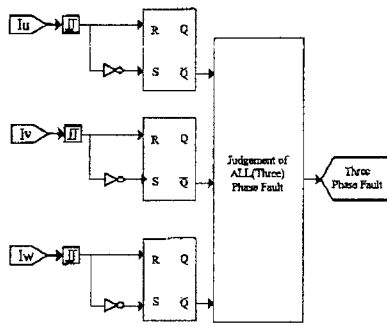 Iu
R Q
S Q̄
Iv
R Q
S Q̄
Judgement of
ALL(Three)
Phase Fault
Three
Phase Fault
Iw
R Q
S Q̄